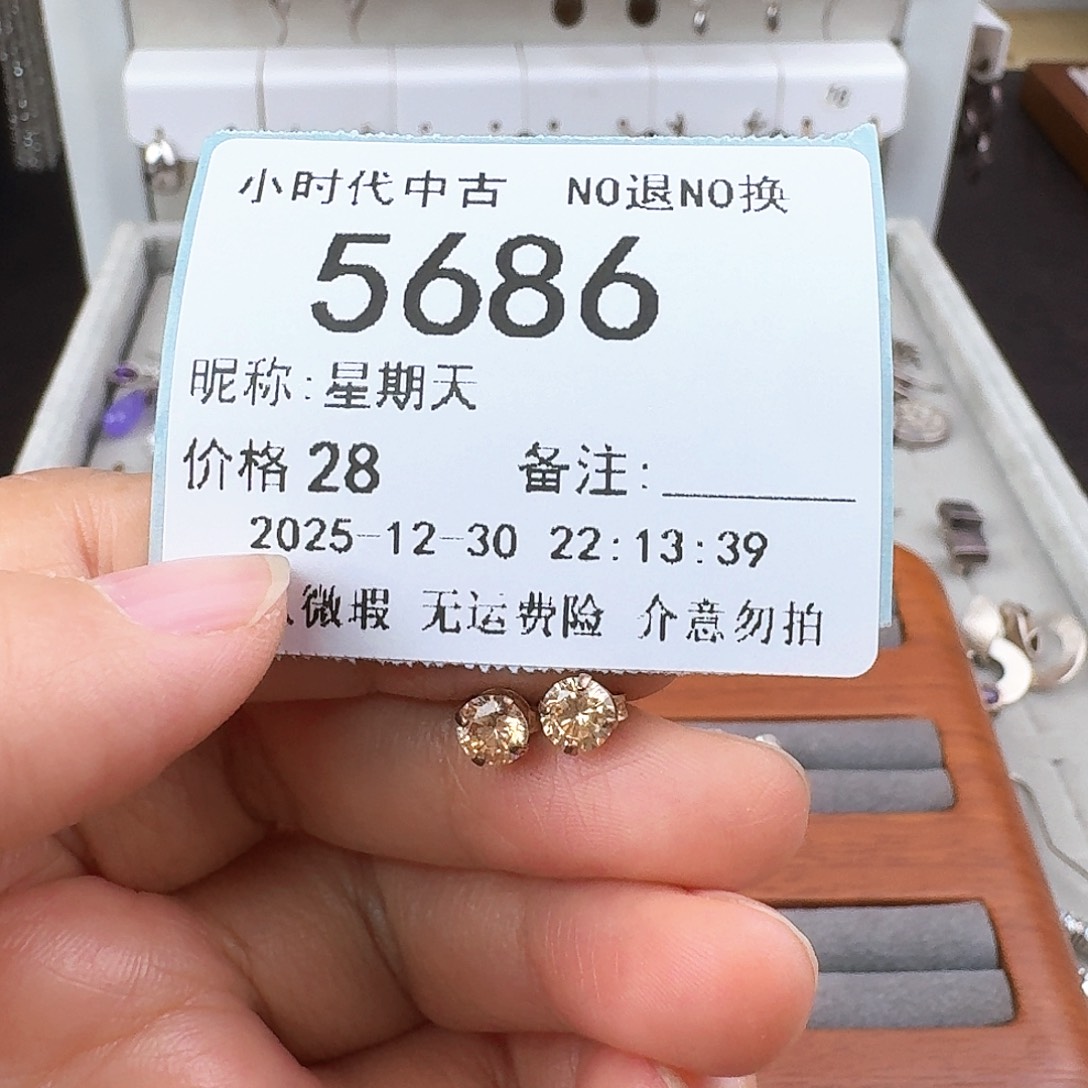 小时代中古 NO退NO换
5686
昵称:星期天
价格 28 备注:
2025-12-30 22:13:39
微瑕 无运费险 介意勿拍